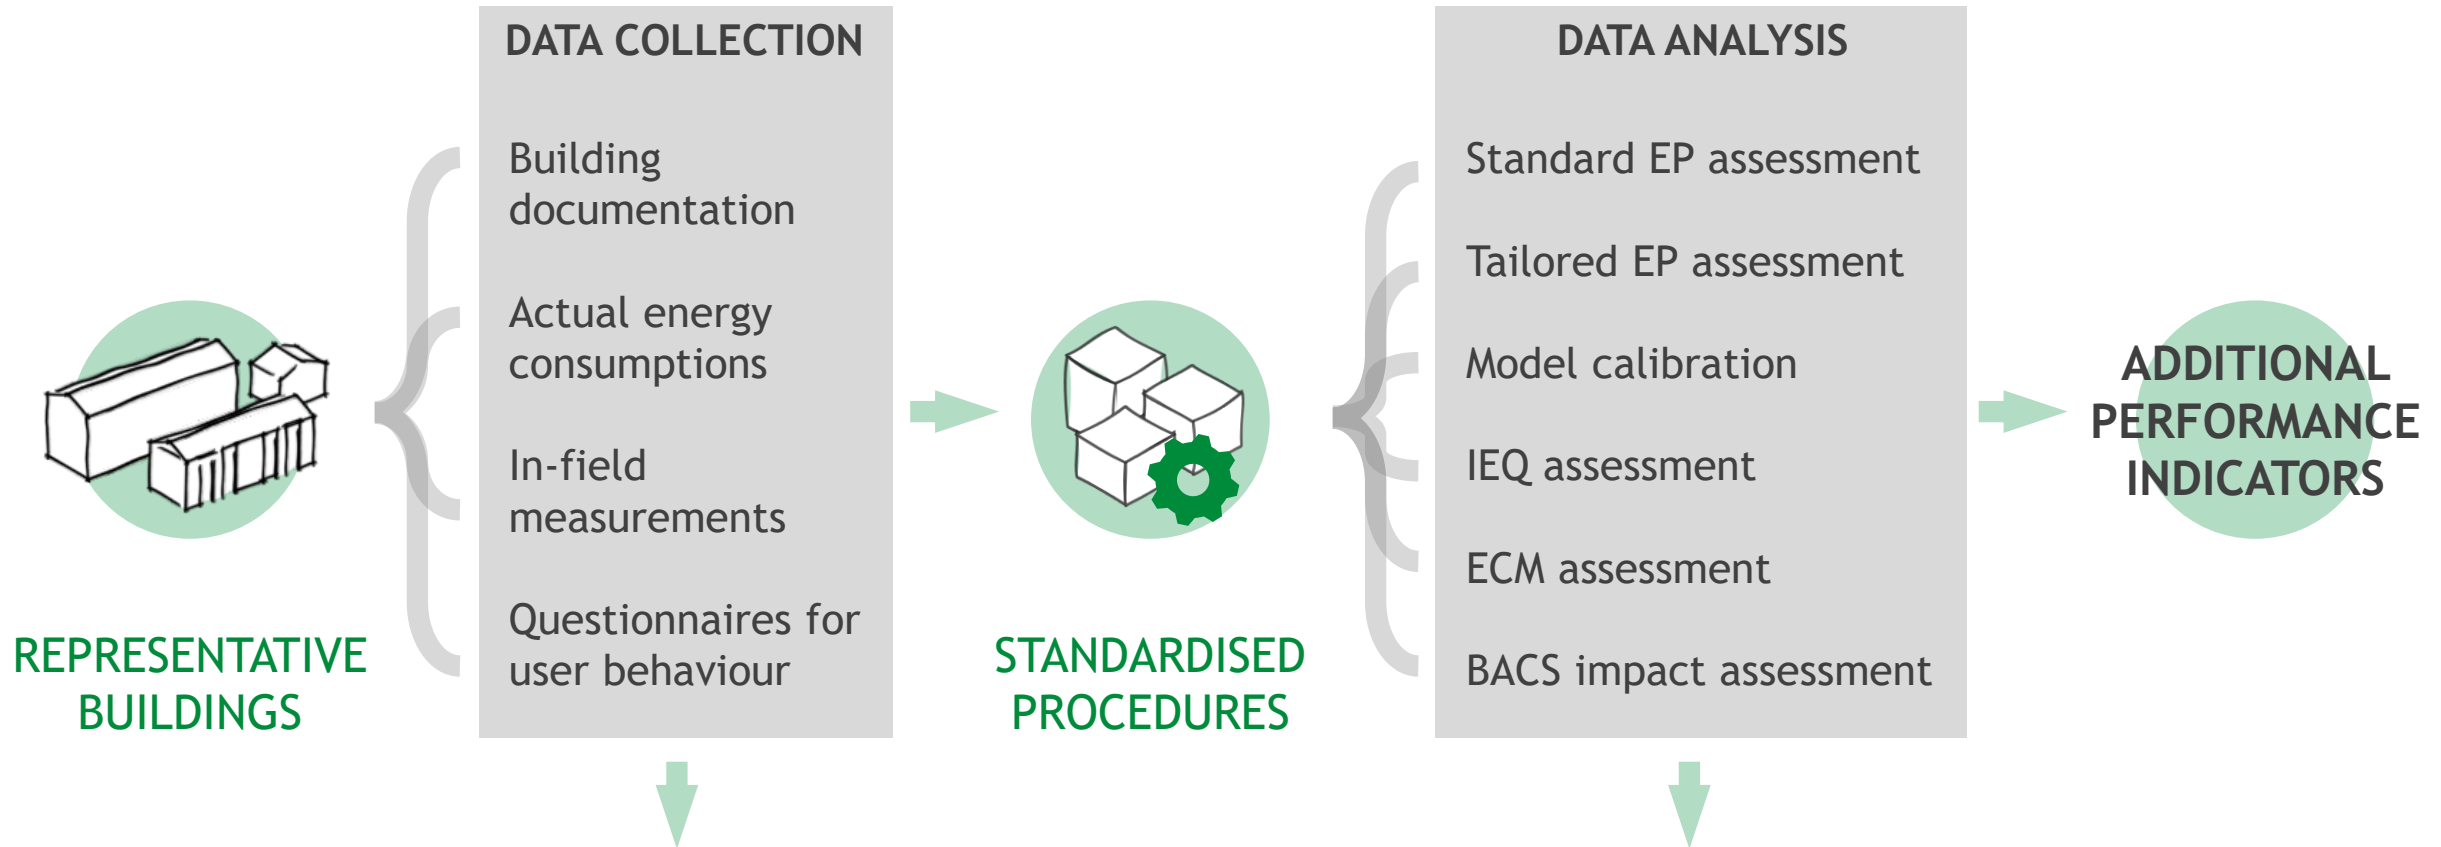 DATA COLLECTION
Building
documentation
Actual energy
consumptions
In-field
measurements
Questionnaires for
user behaviour
REPRESENTATIVE
BUILDINGS
STANDARDISED
PROCEDURES
DATA ANALYSIS
Standard EP assessment
Tailored EP assessment
Model calibration
IEQ assessment
ECM assessment
BACS impact assessment
ADDITIONAL
PERFORMANCE
INDICATORS